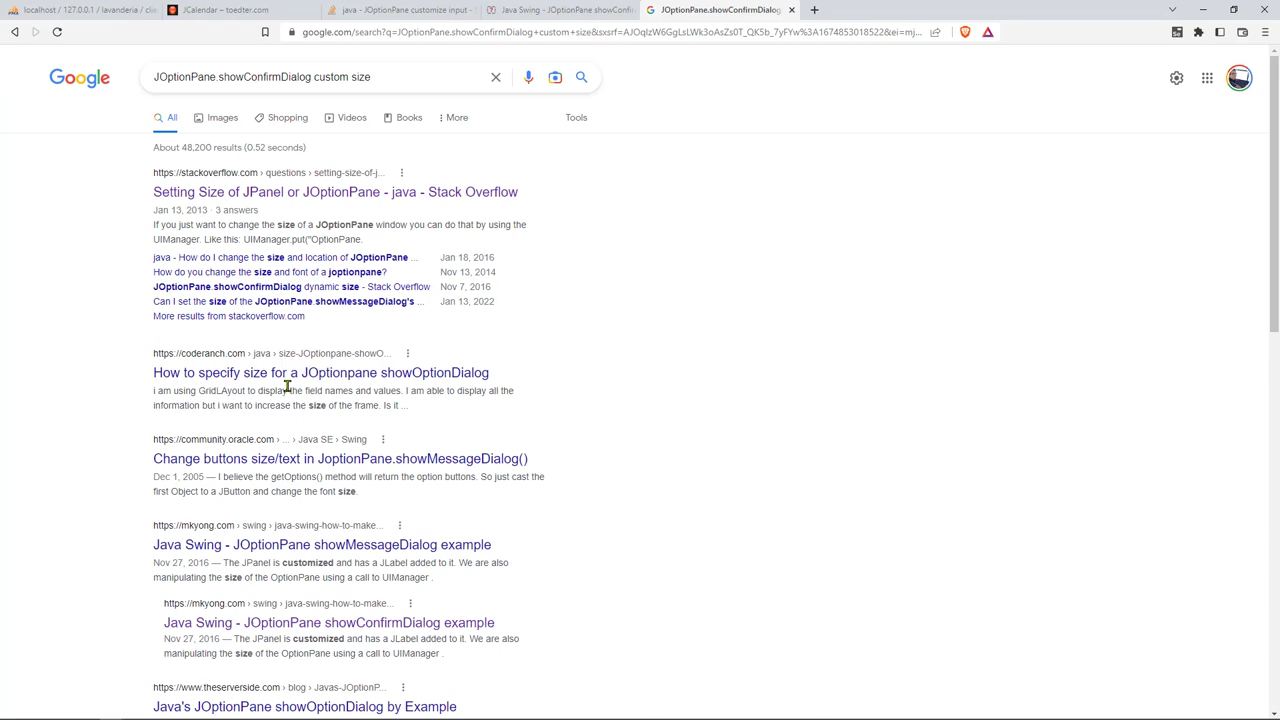 localhost / 127.0.0.1 / lavanderia / clie
JCalendar – toedter.com
java - JOptionPane customize input -
Java Swing - JOptionPane showConfir
JOptionPane.showConfirmDialog
google.com/search?q=JOptionPane.showConfirmDialog+custom+size&sxsrf=AJOqlzW6GgLsLWk3oAsZs0T_QK5b_7yFYw%3A1674853018522&ei=mj...
Google
JOptionPane.showConfirmDialog custom size
All
Images
Shopping
Videos
Books
More
Tools
About 48,200 results (0.52 seconds)
https://stackoverflow.com › questions › setting-size-of-j...
Setting Size of JPanel or JOptionPane - java - Stack Overflow
Jan 13, 2013 · 3 answers
If you just want to change the size of a JOptionPane window you can do that by using the
UIManager. Like this: UIManager.put("OptionPane.
java - How do I change the size and location of JOptionPane ... Jan 18, 2016
How do you change the size and font of a joptionpane? Nov 13, 2014
JOptionPane.showConfirmDialog dynamic size - Stack Overflow Nov 7, 2016
Can I set the size of the JOptionPane.showMessageDialog's ... Jan 13, 2022
More results from stackoverflow.com
https://coderanch.com › java › size-JOptionpane-showO...
How to specify size for a JOptionpane showOptionDialog
i am using GridLAyout to display the field names and values. I am able to display all the
information but i want to increase the size of the frame. Is it ...
https://community.oracle.com › ... › Java SE › Swing
Change buttons size/text in JoptionPane.showMessageDialog()
Dec 1, 2005 — I believe the getOptions() method will return the option buttons. So just cast the
first Object to a JButton and change the font size.
https://mkyong.com › swing › java-swing-how-to-make...
Java Swing - JOptionPane showMessageDialog example
Nov 27, 2016 — The JPanel is customized and has a JLabel added to it. We are also
manipulating the size of the OptionPane using a call to UIManager .
https://mkyong.com › swing › java-swing-how-to-make...
Java Swing - JOptionPane showConfirmDialog example
Nov 27, 2016 — The JPanel is customized and has a JLabel added to it. We are also
manipulating the size of the OptionPane using a call to UIManager .
https://www.theserverside.com › blog › Javas-JOptionP...
Java's JOptionPane showOptionDialog by Example